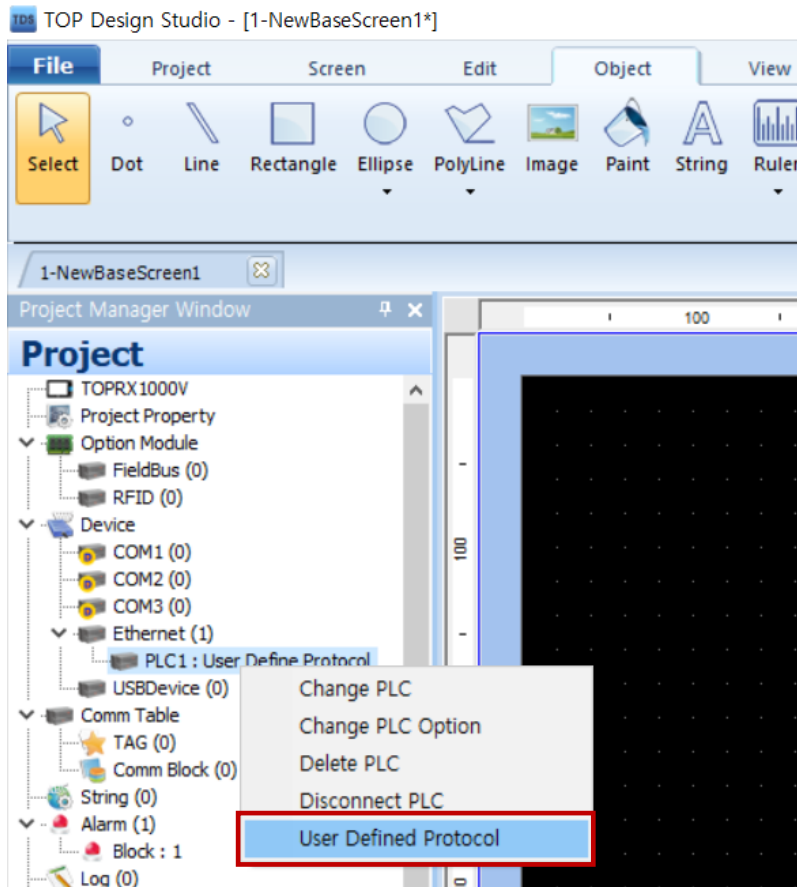 TDS TOP Design Studio - [1-NewBaseScreen1*]
File Project Screen Edit Object View
Select Dot Line Rectangle Ellipse PolyLine Image Paint String Ruler
1-NewBaseScreen1
Project Manager Window
100
Project
TOPRX1000V
Project Property
Option Module
FieldBus (0)
RFID (0)
Device
COM1 (0)
100
COM2 (0)
COM3 (0)
Ethernet (1)
PLC1 : User Define Protocol
USBDevice (0)
Change PLC
Comm Table
Change PLC Option
TAG (0)
Delete PLC
Comm Block (0)
String (0)
Disconnect PLC
Alarm (1)
User Defined Protocol
Block : 1
Log (0)